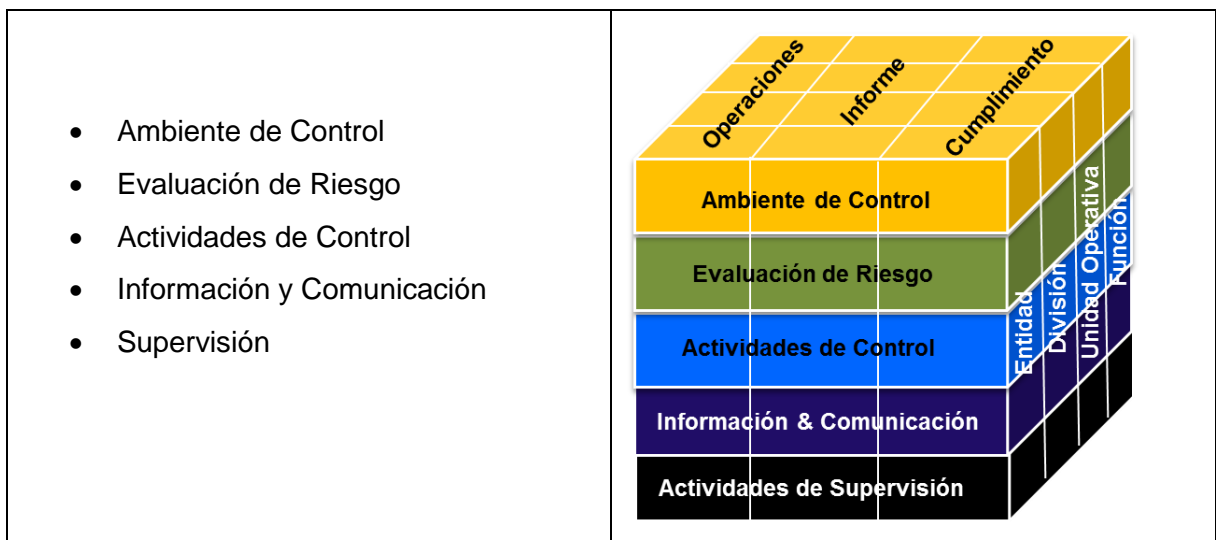 • Ambiente de Control
• Evaluación de Riesgo
• Actividades de Control
• Información y Comunicación
• Supervisión
Operaciones
Informe
Cumplimiento
Ambiente de Control
Evaluación de Riesgo
Actividades de Control
Información & Comunicación
Actividades de Supervisión
Entidad
División
Unidad Operativa
Función